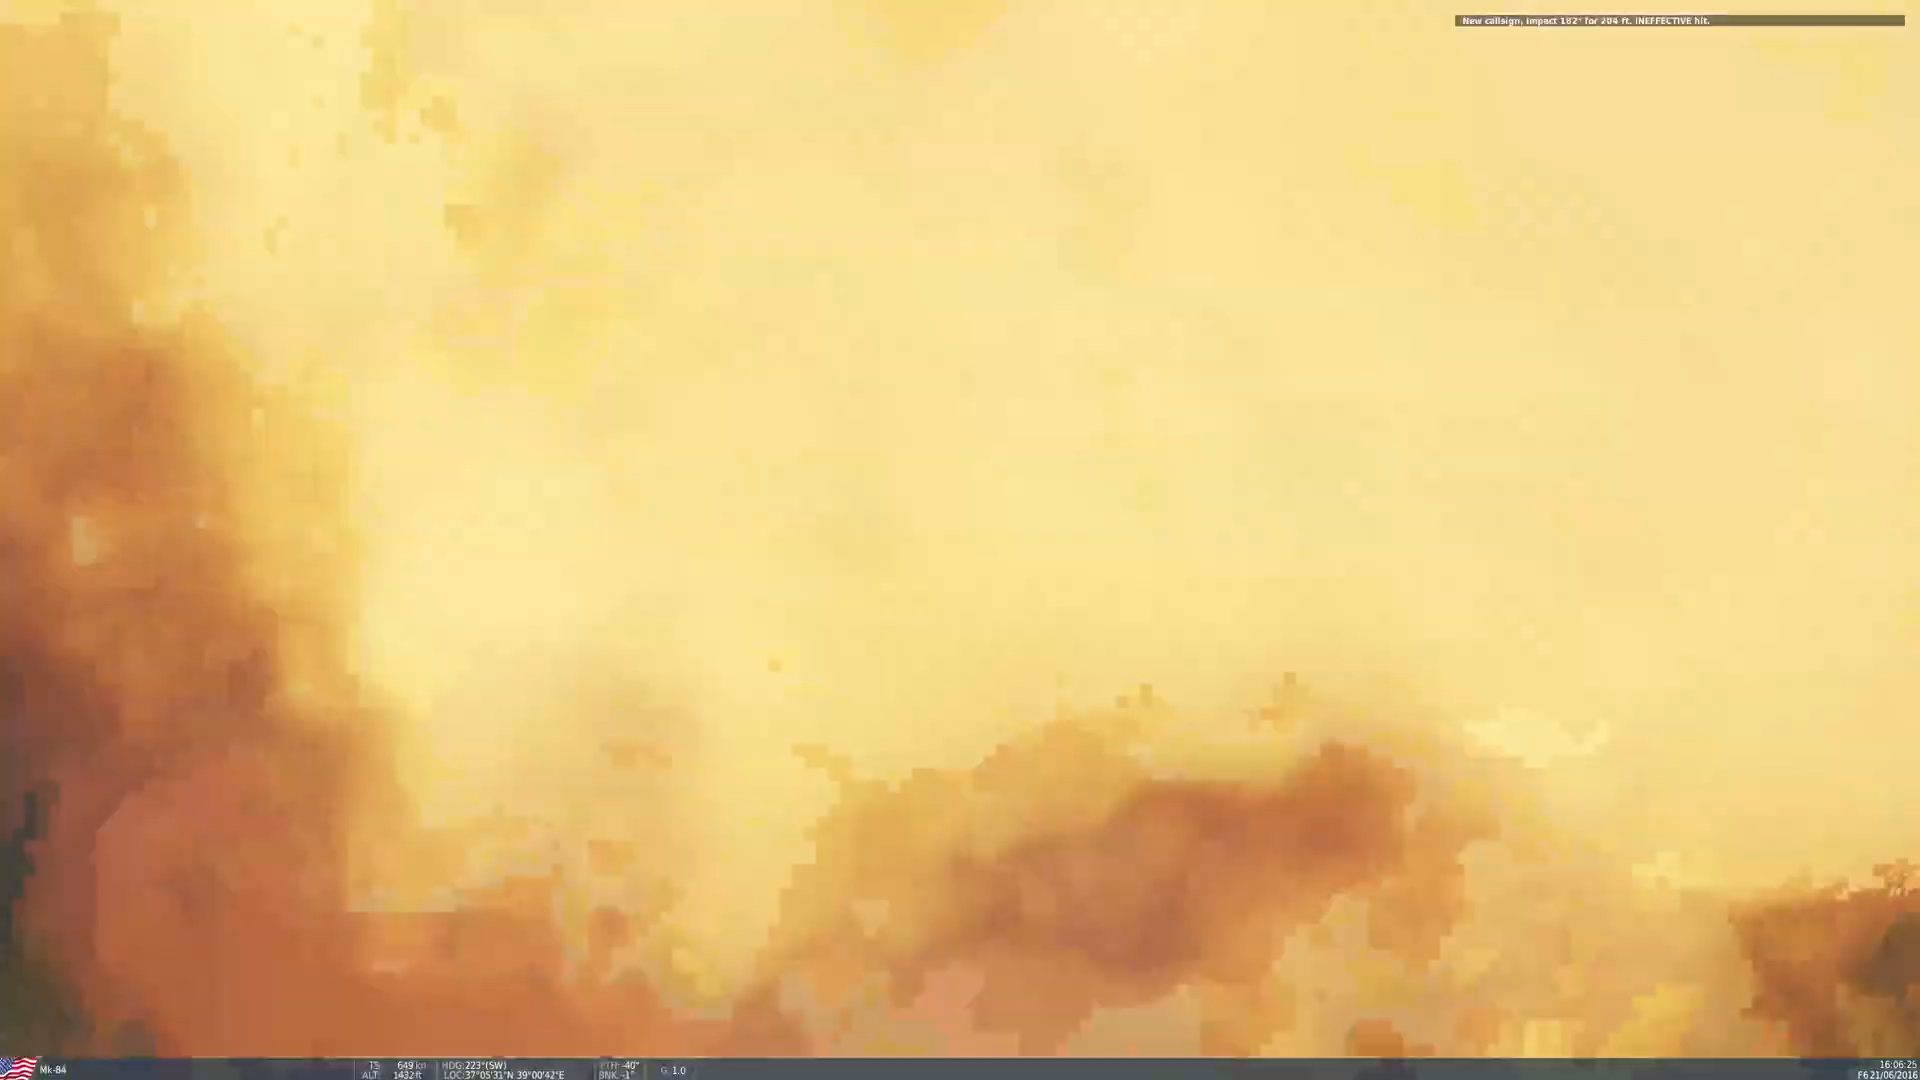 New callsign, impact 182° for 204 ft. INEFFECTIVE hit.
Mk-84
TS 649 kn
ALT: 1432 ft
HDG:223°(SW)
LOC:37°05'31"N 39°00'42"E
PTH: -40°
BNK: -1°
G: 1.0
16:06:25
F6 21/06/2016